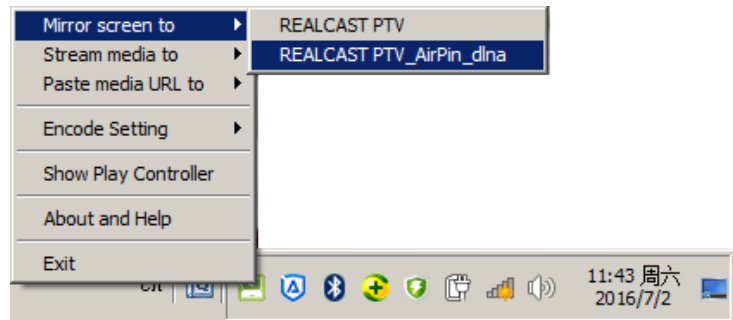 Mirror screen to
Stream media to
Paste media URL to
Encode Setting
Show Play Controller
About and Help
Exit
REALCAST PTV
REALCAST PTV_AirPin_dlna
11:43 周六
2016/7/2